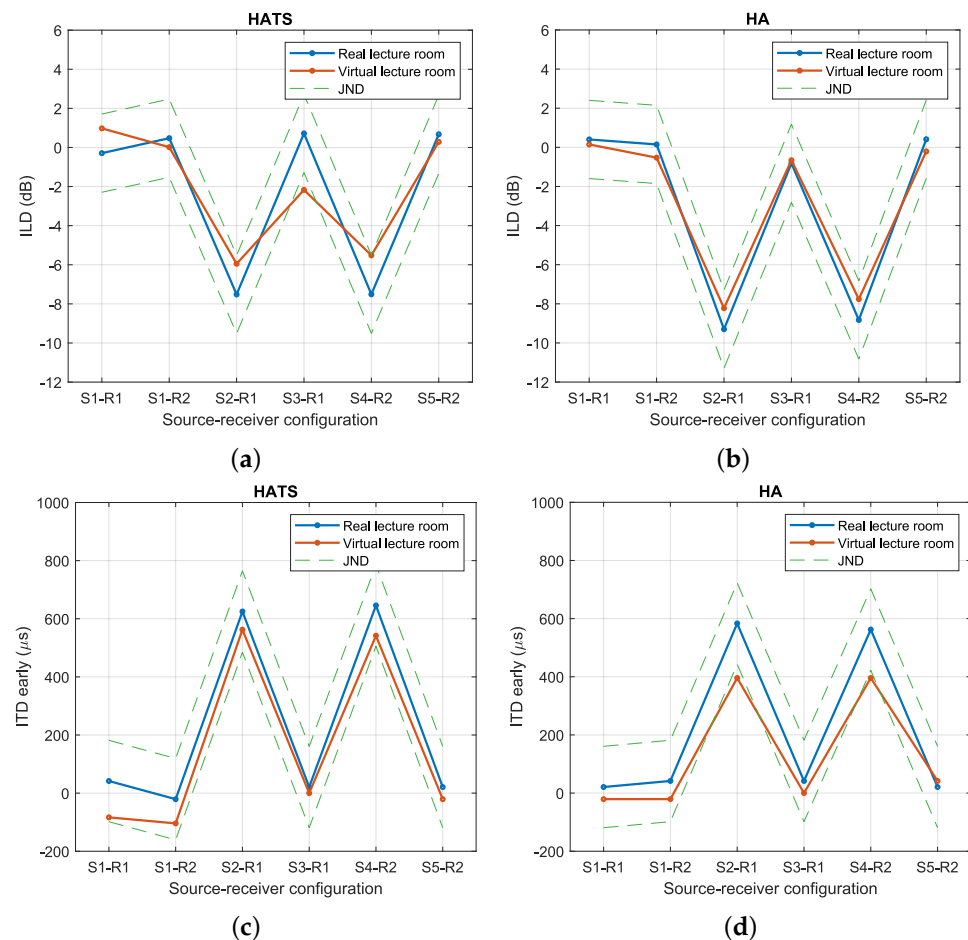 HATS
Real lecture room
Virtual lecture room
JND
6
4
2
0
-2
-4
-6
-8
-10
-12
ILD (dB)
S1-R1 S1-R2 S2-R1 S3-R1 S4-R2 S5-R2
Source-receiver configuration
(a)
HA
Real lecture room
Virtual lecture room
JND
6
4
2
0
-2
-4
-6
-8
-10
-12
ILD (dB)
S1-R1 S1-R2 S2-R1 S3-R1 S4-R2 S5-R2
Source-receiver configuration
(b)
HATS
Real lecture room
Virtual lecture room
JND
1000
800
600
400
200
0
-200
ITD early (μs)
S1-R1 S1-R2 S2-R1 S3-R1 S4-R2 S5-R2
Source-receiver configuration
(c)
HA
Real lecture room
Virtual lecture room
JND
1000
800
600
400
200
0
-200
ITD early (μs)
S1-R1 S1-R2 S2-R1 S3-R1 S4-R2 S5-R2
Source-receiver configuration
(d)